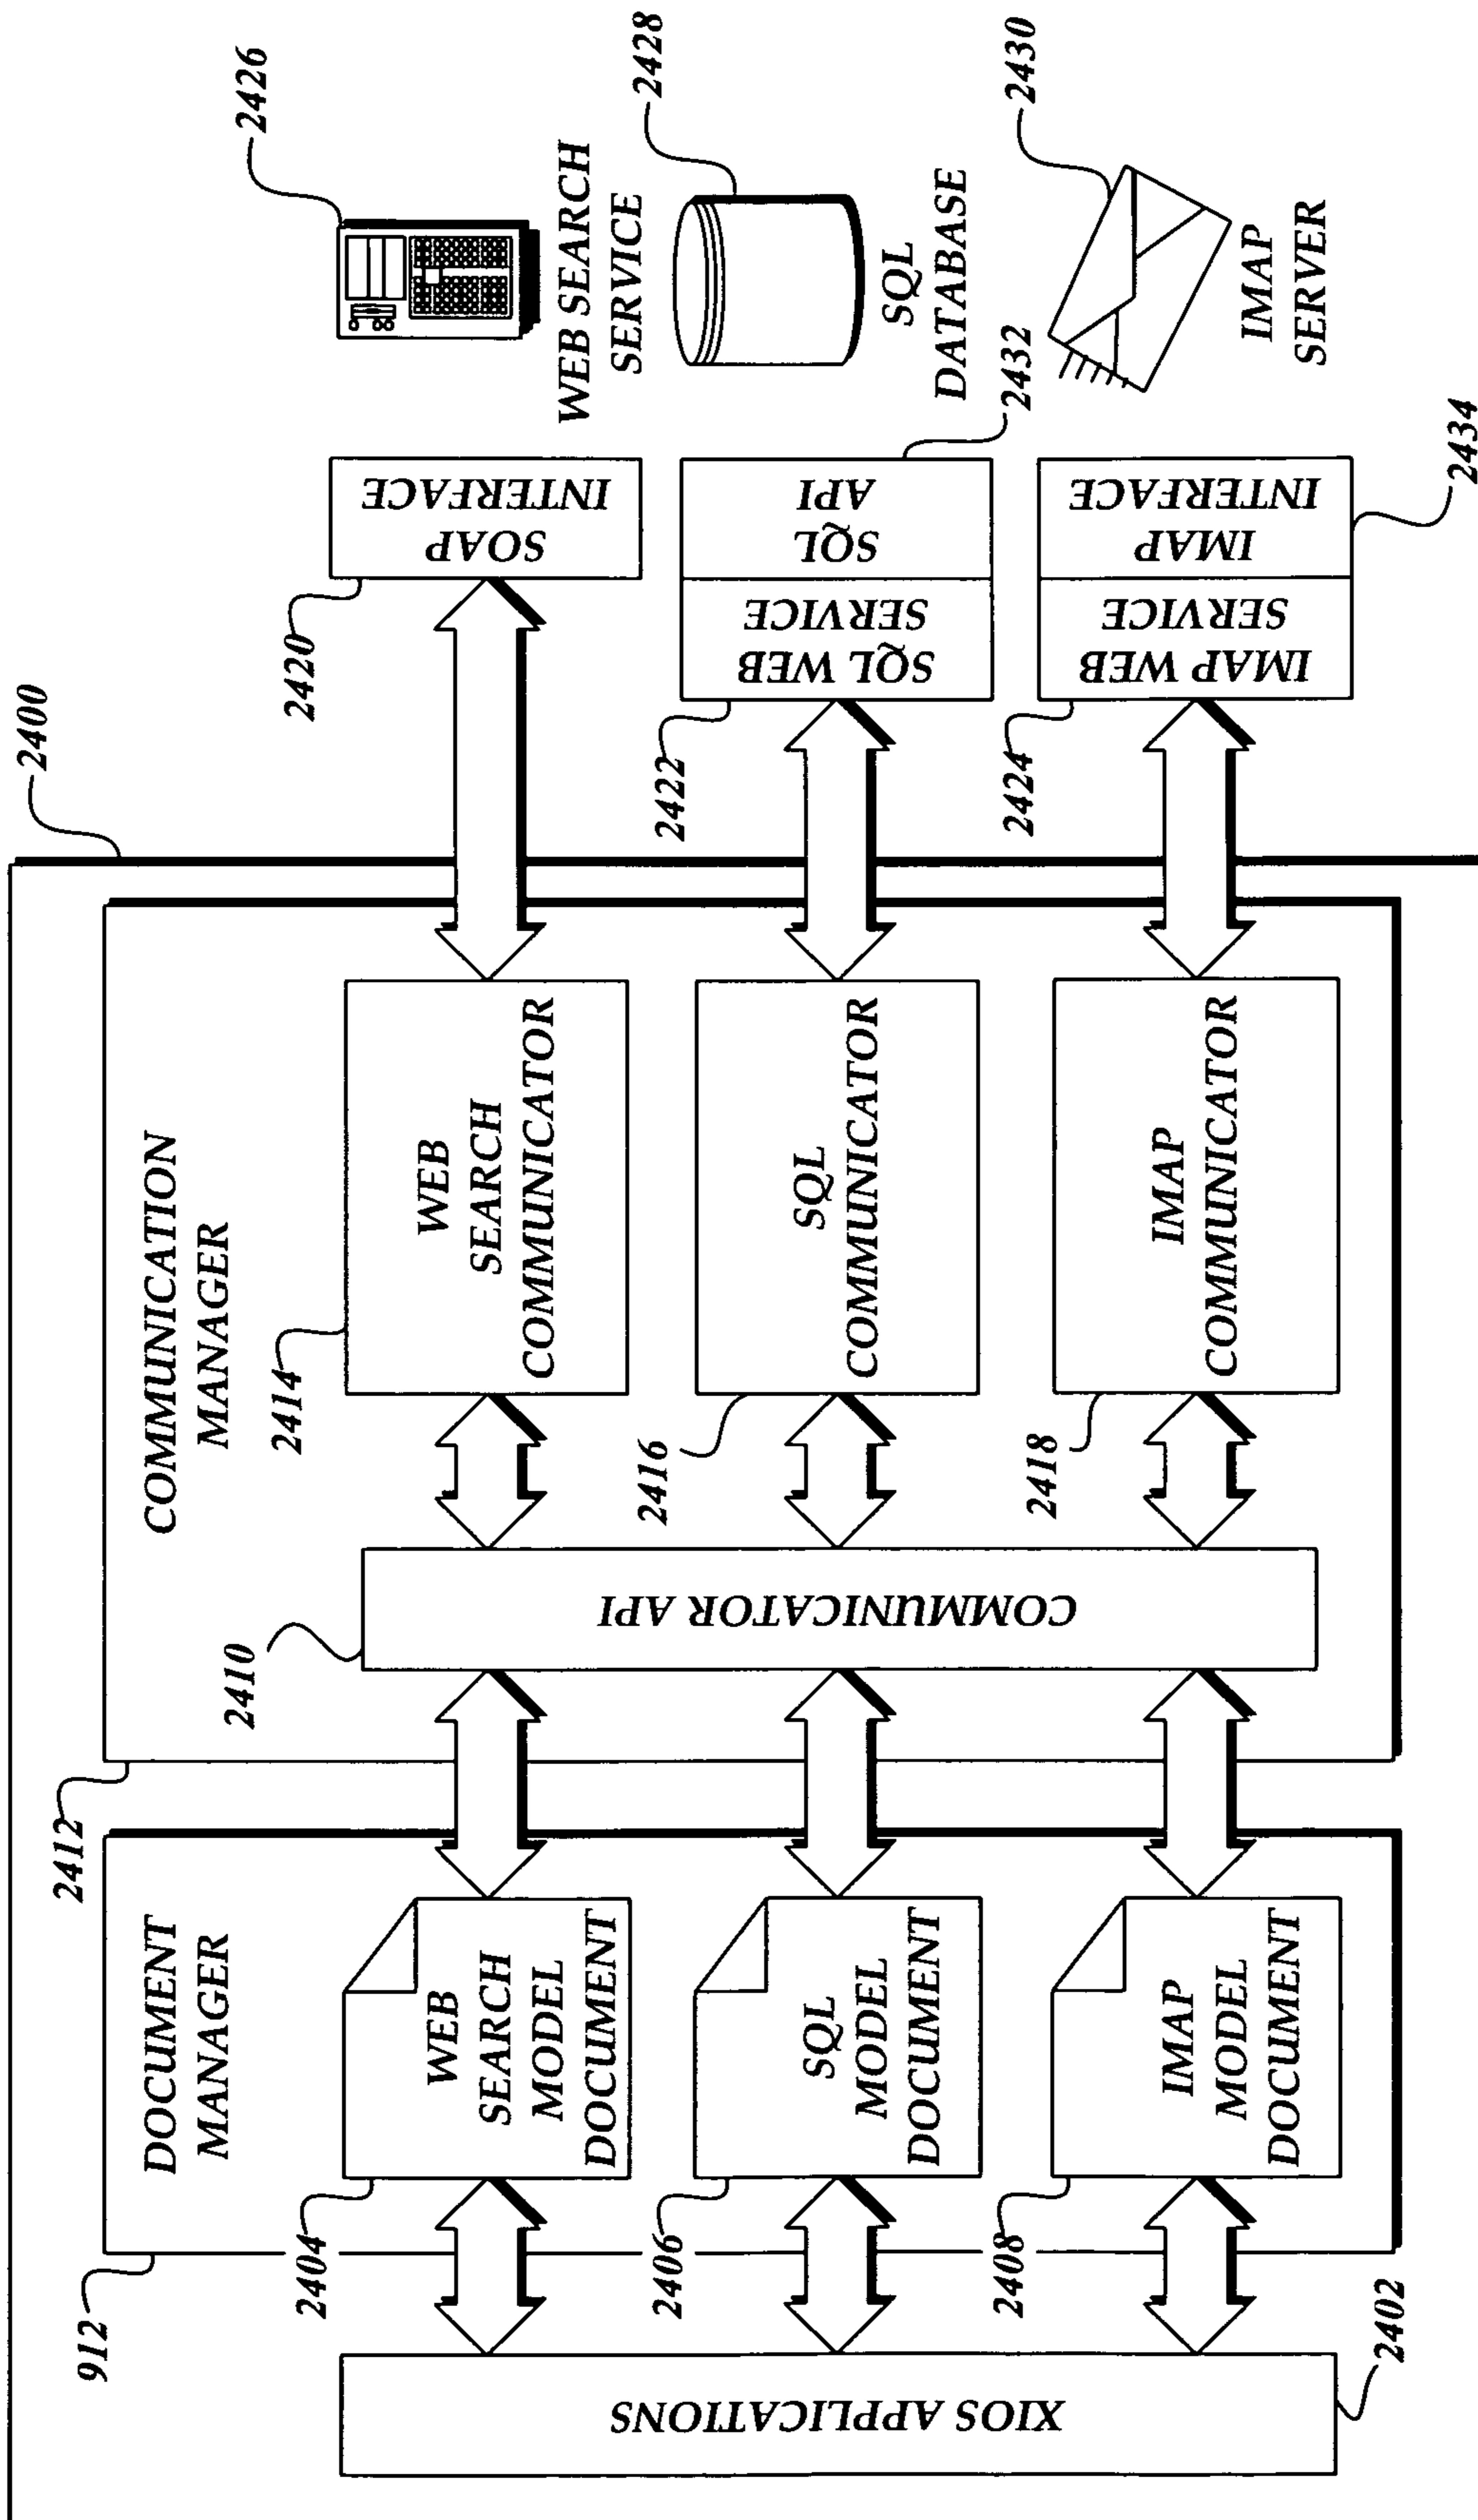 2400
912
DOCUMENT
MANAGER
2412
COMMUNICATION
MANAGER
2410
XIOS APPLICATIONS
2402
2404
WEB
SEARCH
MODEL
DOCUMENT
2406
SQL
MODEL
DOCUMENT
2408
IMAP
MODEL
DOCUMENT
COMMUNICATOR API
2414
WEB
SEARCH
COMMUNICATOR
2416
SQL
COMMUNICATOR
2418
IMAP
COMMUNICATOR
2420
SOAP
INTERFACE
2426
WEB SEARCH
SERVICE
2422
SQL WEB
SERVICE
SQL
API
2432
2428
SQL
DATABASE
2424
IMAP WEB
SERVICE
IMAP
INTERFACE
2434
2430
IMAP
SERVER